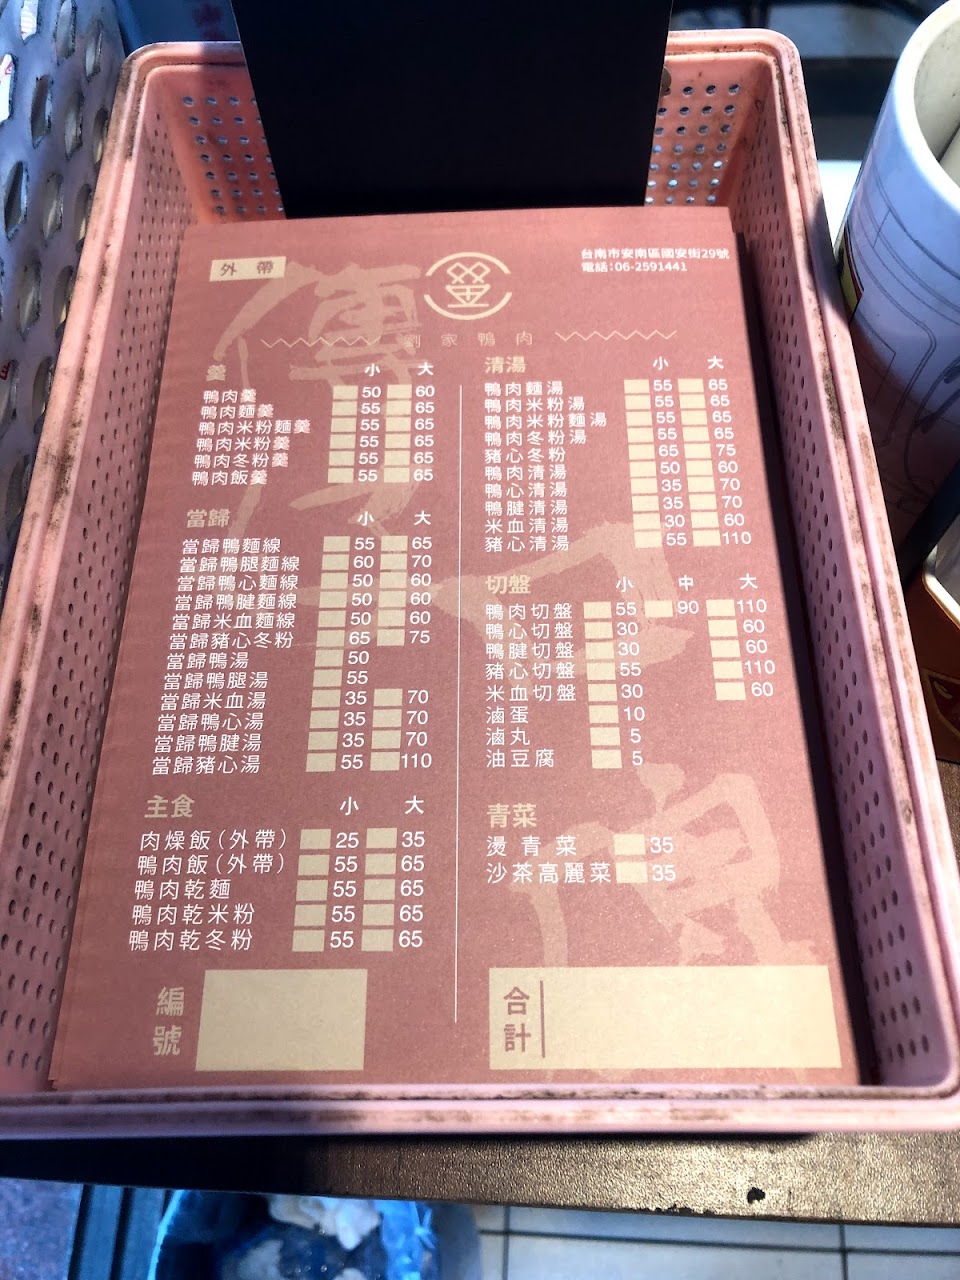 外帶
台南市安南區國安街29號
電話：06-2591441
劉家鴨肉
羹 小 大
鴨肉羹 50 60
鴨肉麵羹 55 65
鴨肉米粉麵羹 55 65
鴨肉米粉羹 55 65
鴨肉冬粉羹 55 65
鴨肉飯羹 55 65
當歸 小 大
當歸鴨麵線 55 65
當歸鴨腿麵線 60 70
當歸鴨心麵線 50 60
當歸鴨腱麵線 50 60
當歸米血麵線 50 60
當歸豬心冬粉 65 75
當歸鴨湯 50
當歸鴨腿湯 55
當歸米血湯 35 70
當歸鴨心湯 35 70
當歸鴨腱湯 35 70
當歸豬心湯 55 110
主食 小 大
肉燥飯（外帶） 25 35
鴨肉飯（外帶） 55 65
鴨肉乾麵 55 65
鴨肉乾米粉 55 65
鴨肉乾冬粉 55 65
編號
清湯 小 大
鴨肉麵湯 55 65
鴨肉米粉湯 55 65
鴨肉米粉麵湯 55 65
鴨肉冬粉湯 55 65
豬心冬粉 65 75
鴨肉清湯 50 60
鴨心清湯 35 70
鴨腱清湯 35 70
米血清湯 30 60
豬心清湯 55 110
切盤 小 中 大
鴨肉切盤 55 90 110
鴨心切盤 30 60
鴨腱切盤 30 60
豬心切盤 55 110
米血切盤 30 60
滷蛋 10
滷丸 5
油豆腐 5
青菜
燙青菜 35
沙茶高麗菜 35
合計